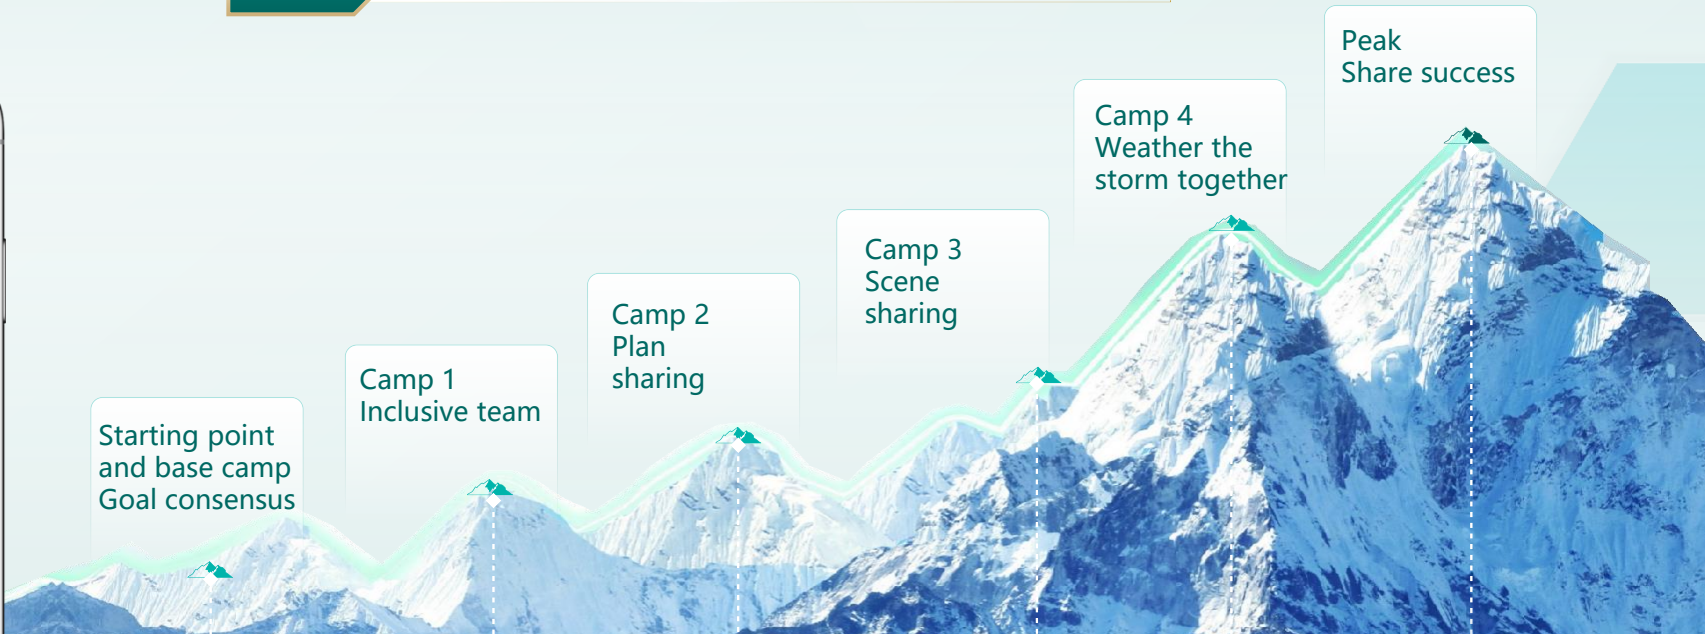 Peak
Share success
Camp 4
Weather the
storm together
Camp 3
Scene
sharing
Camp 2
Plan
sharing
Camp 1
Inclusive team
Starting point
and base camp
Goal consensus